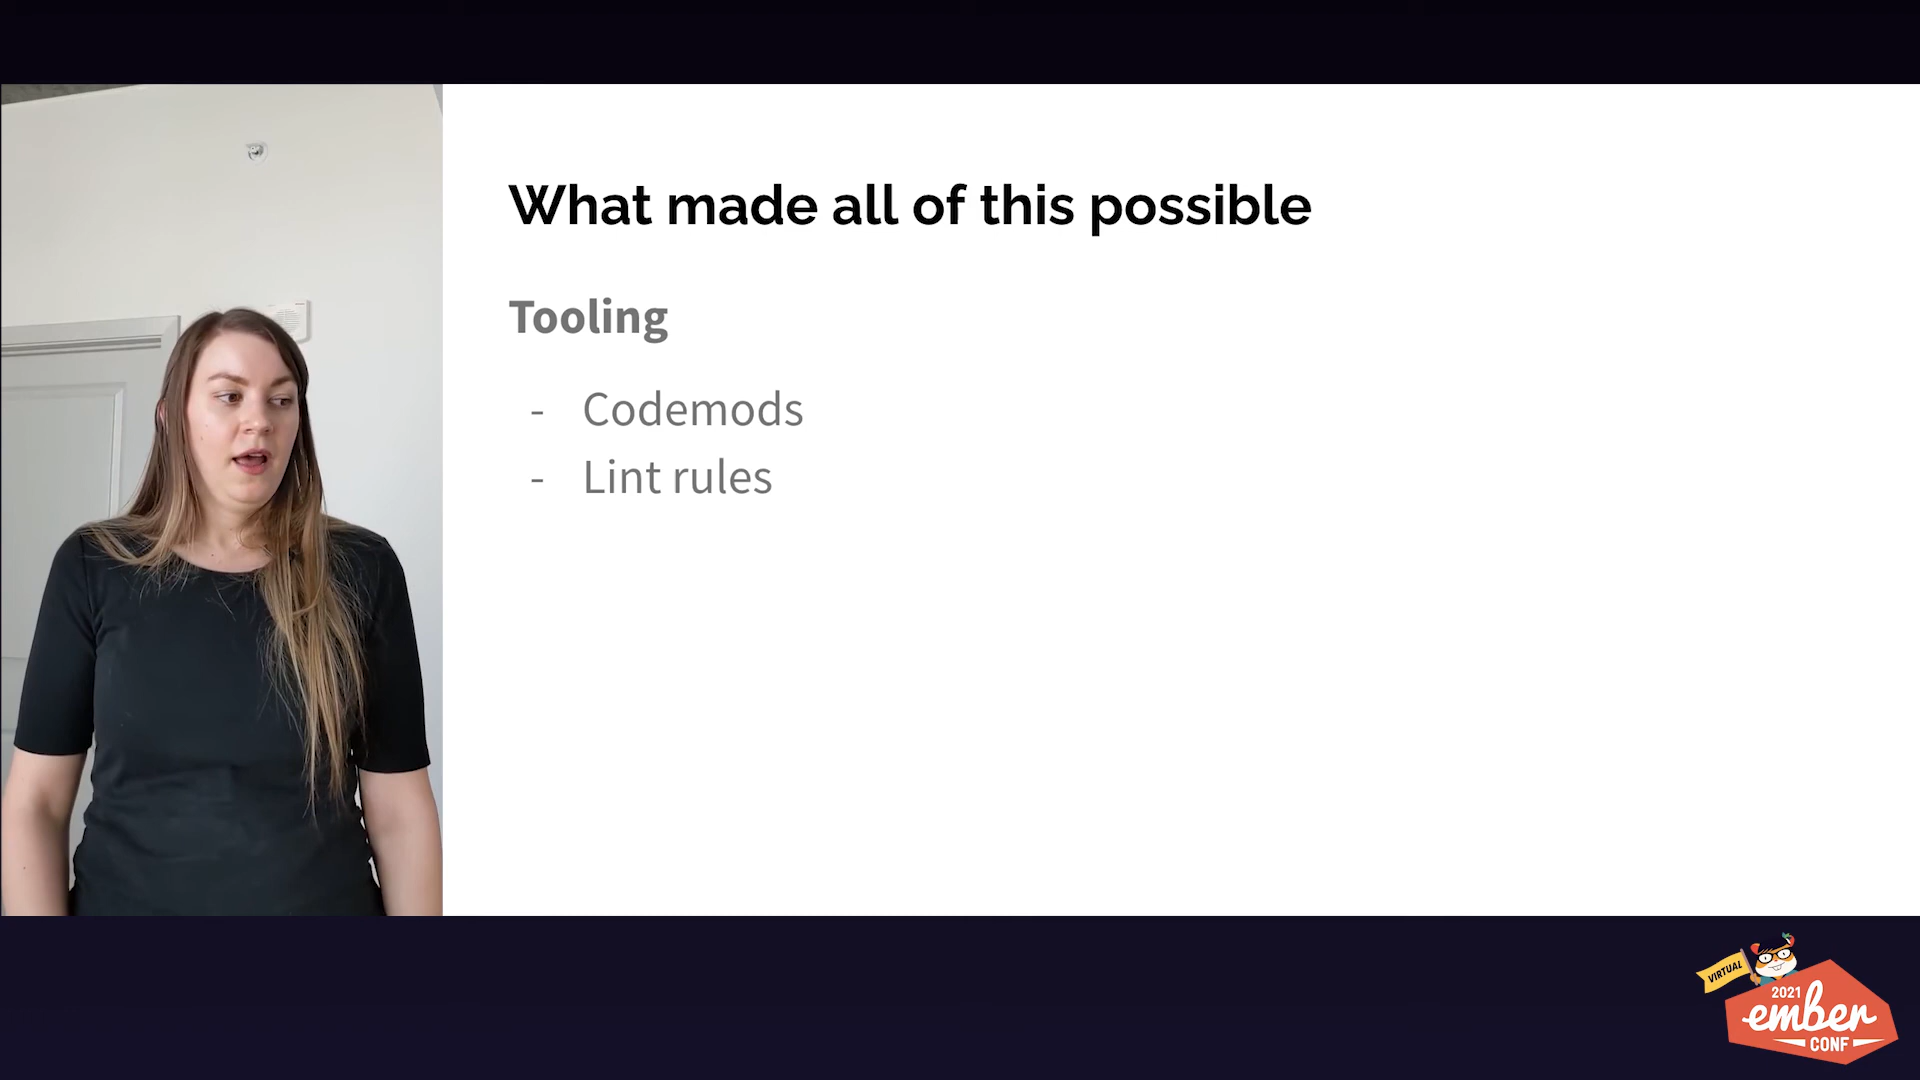 What made all of this possible
Tooling
- Codemods
- Lint rules
VIRTUAL
2021
ember
CONF